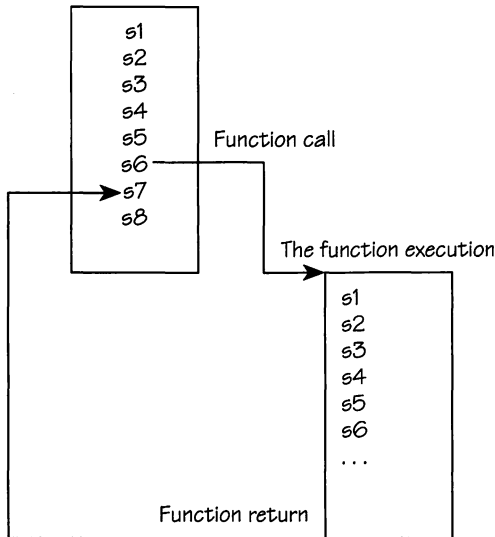 s1
s2
s3
s4
s5
s6
s7
s8
Function call
The function execution
s1
s2
s3
s4
s5
s6
...
Function return